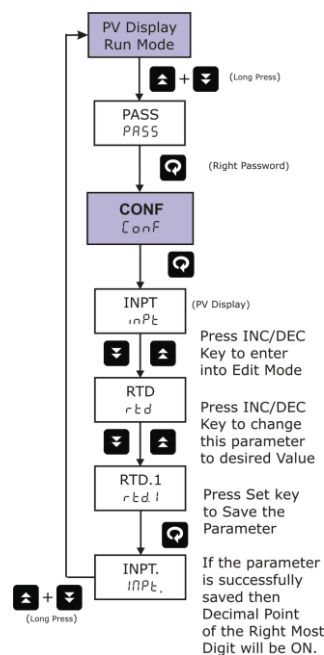 PV Display
Run Mode
+
(Long Press)
PASS
PASS
(Right Password)
CONF
ConF
INPT
(PV Display)
inPt
Press INC/DEC
Key to enter
into Edit Mode
RTD
rtd
Press INC/DEC
Key to change
this parameter
to desired Value
RTD.1
rtd.1
Press Set key
to Save the
Parameter
INPT.
INPt.
+
(Long Press)
If the parameter
is successfully
saved then
Decimal Point
of the Right Most
Digit will be ON.